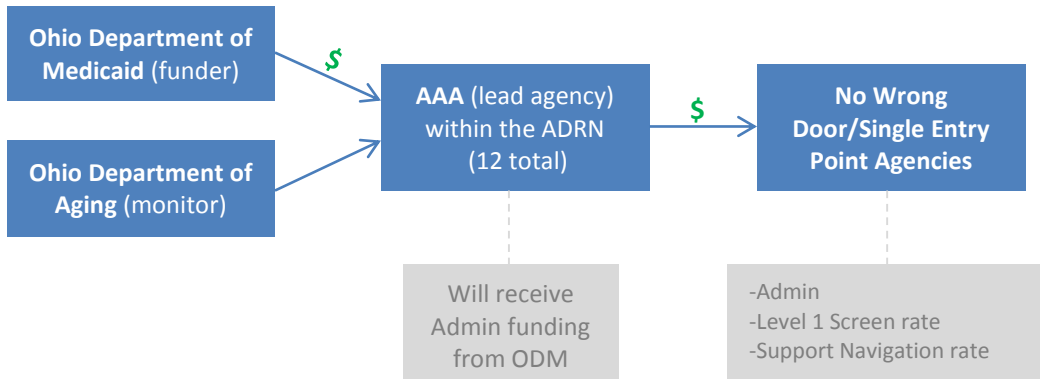 Ohio Department of
Medicaid (funder)
$
AAA (lead agency)
within the ADRN
(12 total)
$
No Wrong
Door/Single Entry
Point Agencies
Ohio Department of
Aging (monitor)
Will receive
Admin funding
from ODM
-Admin
-Level 1 Screen rate
-Support Navigation rate